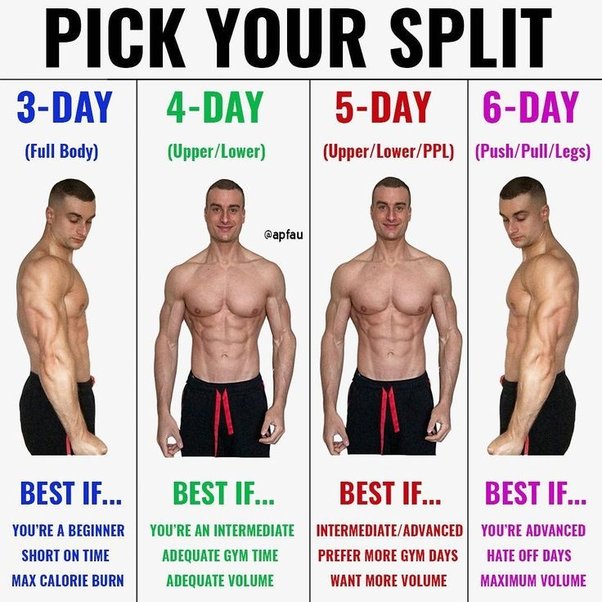 PICK YOUR SPLIT
3-DAY
(Full Body)
4-DAY
(Upper/Lower)
5-DAY
(Upper/Lower/PPL)
6-DAY
(Push/Pull/Legs)
@apfau
BEST IF...
YOU'RE A BEGINNER
SHORT ON TIME
MAX CALORIE BURN
BEST IF...
YOU'RE AN INTERMEDIATE
ADEQUATE GYM TIME
ADEQUATE VOLUME
BEST IF...
INTERMEDIATE/ADVANCED
PREFER MORE GYM DAYS
WANT MORE VOLUME
BEST IF...
YOU'RE ADVANCED
HATE OFF DAYS
MAXIMUM VOLUME